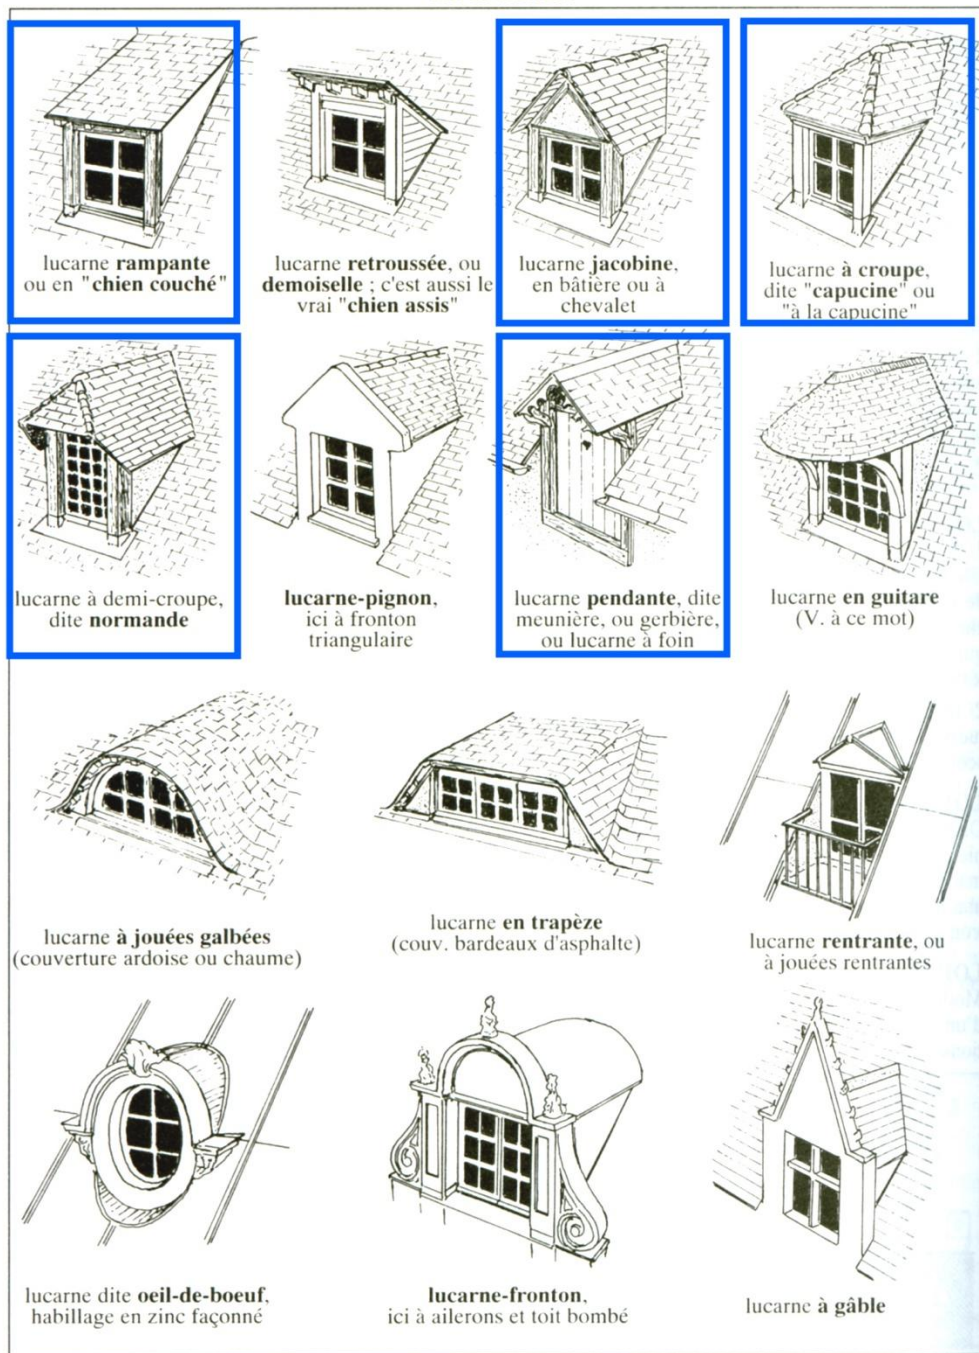 lucarne rampante
ou en "chien couché"
lucarne retroussée, ou
demoiselle ; c'est aussi le
vrai "chien assis"
lucarne jacobine,
en bâtière ou à
chevalet
lucarne à croupe,
dite "capucine" ou
"à la capucine"
lucarne à demi-croupe,
dite normande
lucarne-pignon,
ici à fronton
triangulaire
lucarne pendante, dite
meunière, ou gerbière,
ou lucarne à foin
lucarne en guitare
(V. à ce mot)
lucarne à jouées galbées
(couverture ardoise ou chaume)
lucarne en trapèze
(couv. bardeaux d'asphalte)
lucarne rentrante, ou
à jouées rentrantes
lucarne dite oeil-de-boeuf,
habillage en zinc façonné
lucarne-fronton,
ici à ailerons et toit bombé
lucarne à gâble